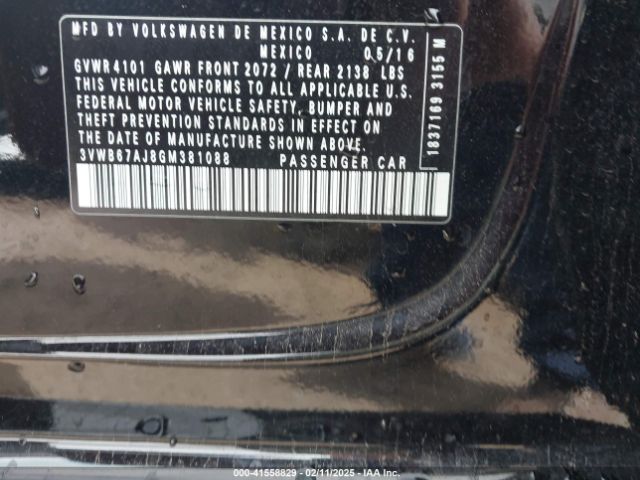 MFD BY VOLKSWAGEN DE MEXICO S.A. DE C.V.
MEXICO 05/16
GVWR 4101 GAWR FRONT 2072 / REAR 2138 LBS
THIS VEHICLE CONFORMS TO ALL APPLICABLE U.S.
FEDERAL MOTOR VEHICLE SAFETY, BUMPER AND
THEFT PREVENTION STANDARDS IN EFFECT ON
THE DATE OF MANUFACTURE SHOWN ABOVE.
3VWB67AJ8GM381088 PASSENGER CAR
1837169 3155 M
000-41558829 - 02/11/2025 - IAA Inc.